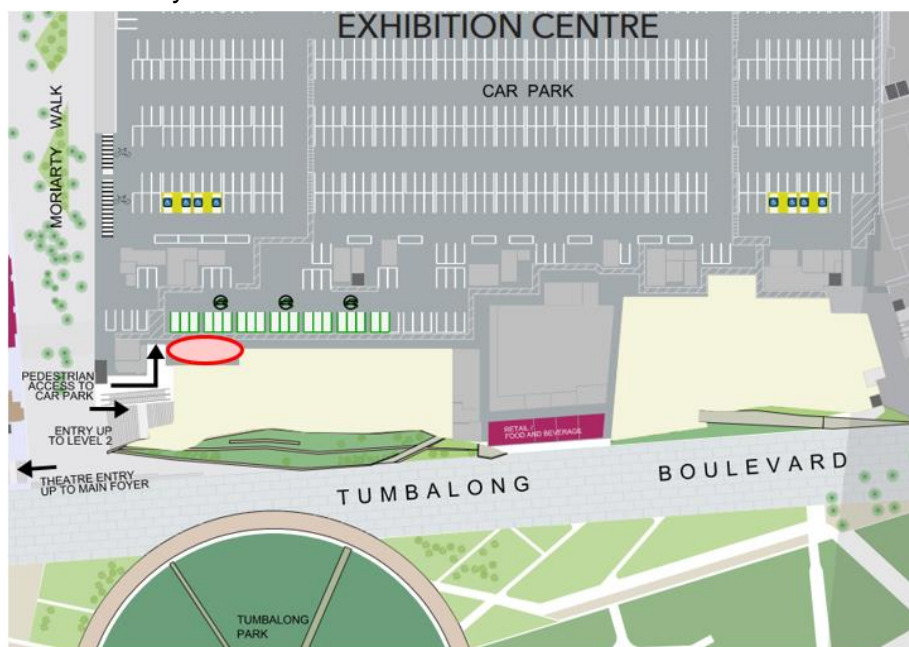 EXHIBITION CENTRE
CAR PARK
MORIARTY WALK
PEDESTRIAN
ACCESS TO
CAR PARK
ENTRY UP
TO LEVEL 2
THEATRE ENTRY
UP TO MAIN FOYER
RETAIL /
FOOD AND BEVERAGE
TUMBALONG BOULEVARD
TUMBALONG
PARK